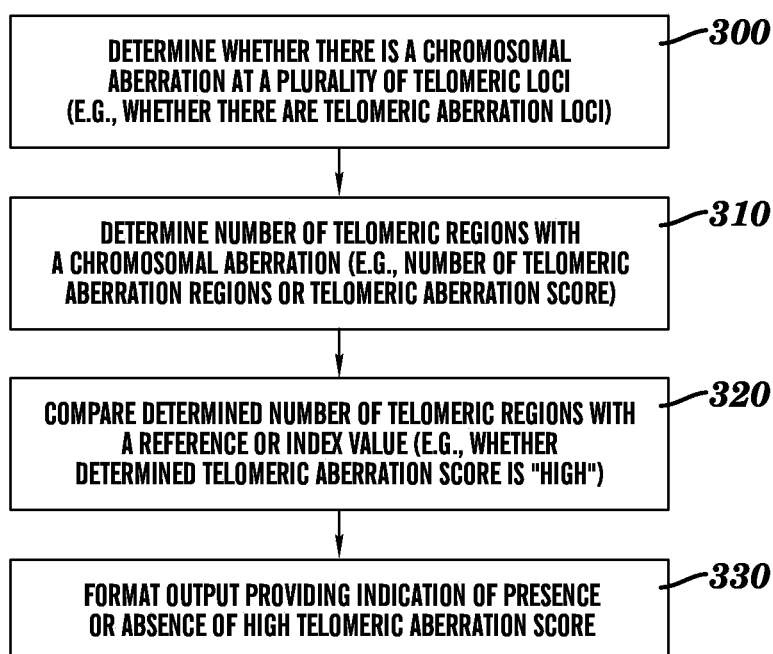 300
DETERMINE WHETHER THERE IS A CHROMOSOMAL
ABERRATION AT A PLURALITY OF TELOMERIC LOCI
(E.G., WHETHER THERE ARE TELOMERIC ABERRATION LOCI)
310
DETERMINE NUMBER OF TELOMERIC REGIONS WITH
A CHROMOSOMAL ABERRATION (E.G., NUMBER OF TELOMERIC
ABERRATION REGIONS OR TELOMERIC ABERRATION SCORE)
320
COMPARE DETERMINED NUMBER OF TELOMERIC REGIONS WITH
A REFERENCE OR INDEX VALUE (E.G., WHETHER
DETERMINED TELOMERIC ABERRATION SCORE IS "HIGH")
330
FORMAT OUTPUT PROVIDING INDICATION OF PRESENCE
OR ABSENCE OF HIGH TELOMERIC ABERRATION SCORE